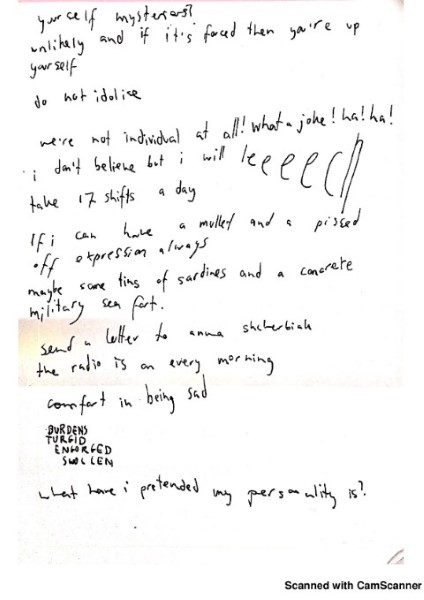 yourself mysterious!
unlikely and if it's faced then you're up
yourself
do not idolise
we're not individual at all! what a joke! ha! ha!
i don't believe but i will
take 17 shifts a day
If i can have a mullet and a pissed
off expression always
maybe some tins of sardines and a concrete
military sea fort.
send a letter to anna
the radio is on every morning
comfort in being sad
BURDENS
TURGID
ENGORGED
SWOLLEN
what have i pretended my personality is?
Scanned with CamScanner